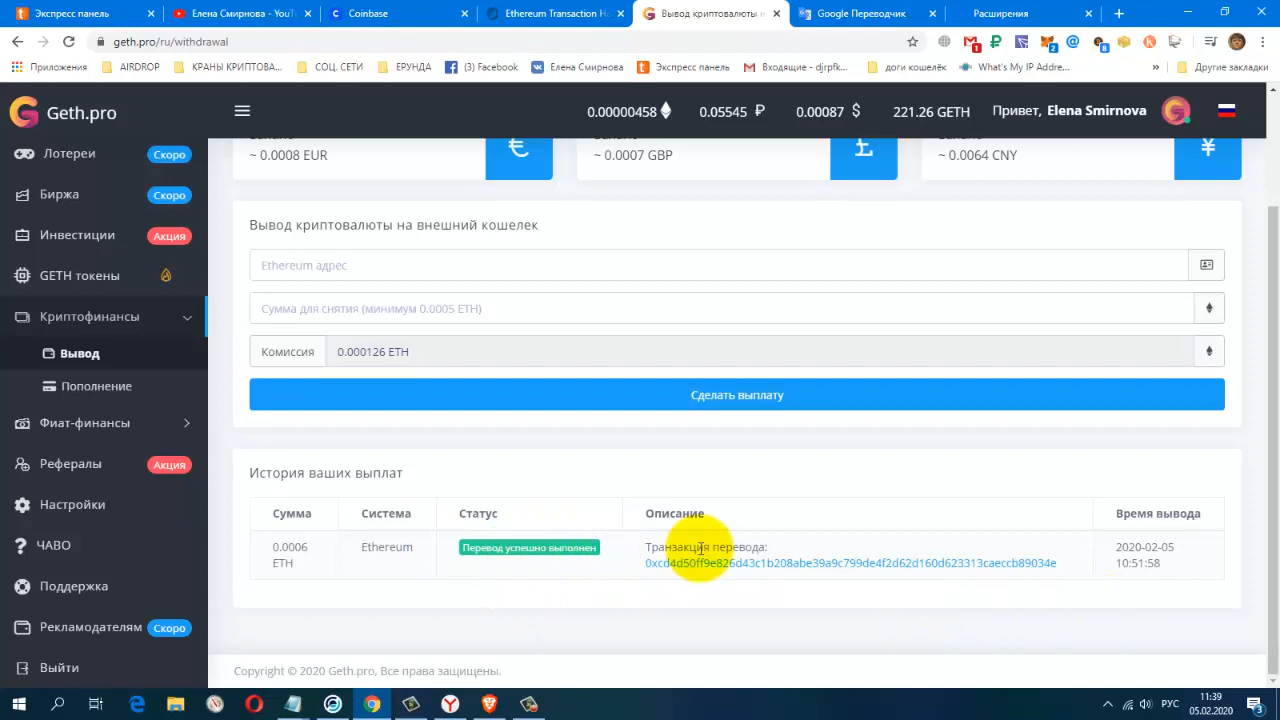 Экспресс панель
Елена Смирнова - YouT
Coinbase
Ethereum Transaction Ha
Вывод криптовалюты н
Google Переводчик
Расширения
geth.pro/ru/withdrawal
Приложения
AIRDROP
КРАНЫ КРИПТОВА...
СОЦ. СЕТИ
ЕРУНДА
(3) Facebook
Елена Смирнова
Экспресс панель
Входящие - djrpfk...
доги кошелёк
What's My IP Addre...
»
Другие закладки
Geth.pro
0.00000458
0.05545 ₽
0.00087 $
221.26 GETH
Привет, Elena Smirnova
Лотереи Скоро
Биржа Скоро
Инвестиции Акция
GETH токены
Криптофинансы
Вывод
Пополнение
Фиат-финансы
Рефералы Акция
Настройки
ЧАВО
Поддержка
Рекламодателям Скоро
Выйти
~ 0.0008 EUR
€
~ 0.0007 GBP
£
~ 0.0064 CNY
¥
Вывод криптовалюты на внешний кошелек
Ethereum адрес
Сумма для снятия (минимум 0.0005 ETH)
Комиссия 0.000126 ETH
Сделать выплату
История ваших выплат
Сумма Система Статус Описание Время вывода
0.0006 Ethereum Перевод успешно выполнен Транзакция перевода: 2020-02-05
ETH 0xcd4d50ff9e826d43c1b208abe39a9c799de4f2d62d160d623313caeccb89034e 10:51:58
Copyright © 2020 Geth.pro, Все права защищены.
РУС
11:39
05.02.2020